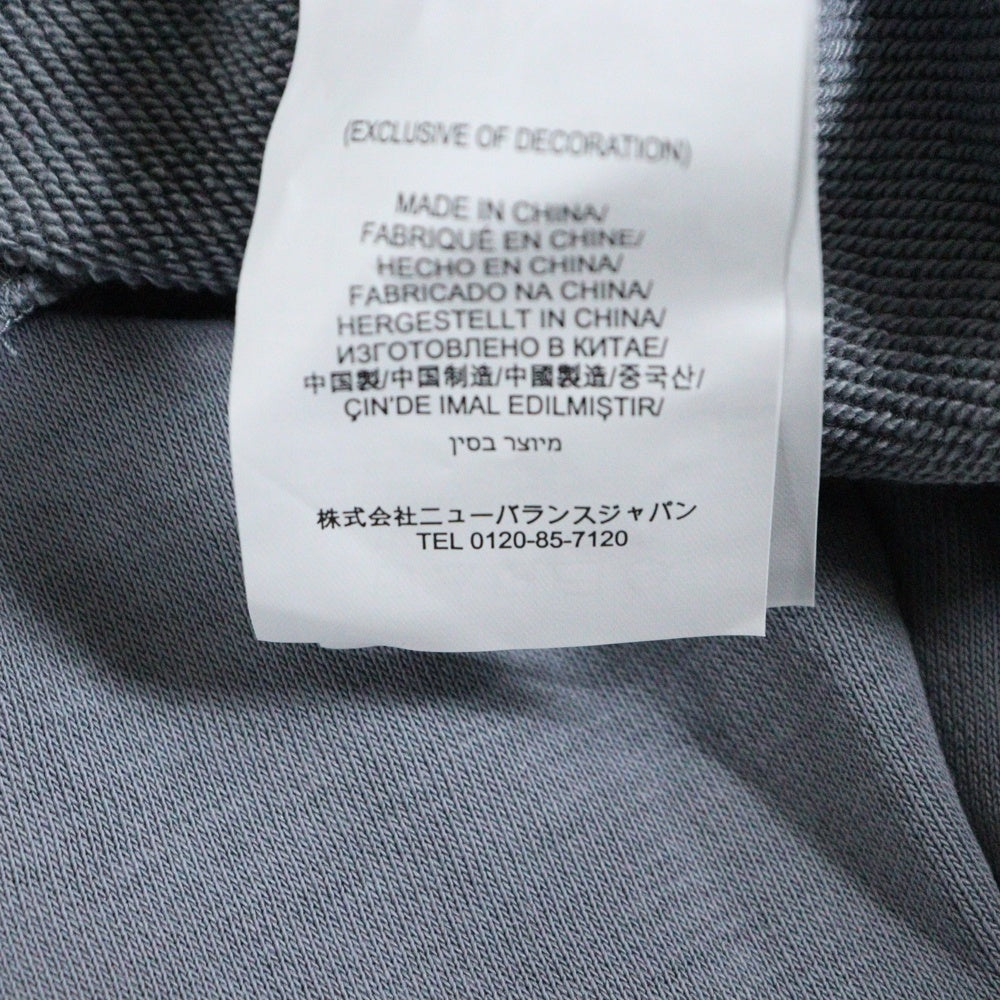 (EXCLUSIVE OF DECORATION)
MADE IN CHINA/
FABRIQUÉ EN CHINE/
HECHO EN CHINA/
FABRICADO NA CHINA/
HERGESTELLT IN CHINA/
ИЗГОТОВЛЕНО В КИТАЕ/
中国製/中国制造/中國製造/중국산/
ÇIN'DE IMAL EDILMIŞTIR/
מיוצר בסין
株式会社ニューバランスジャパン
TEL 0120-85-7120